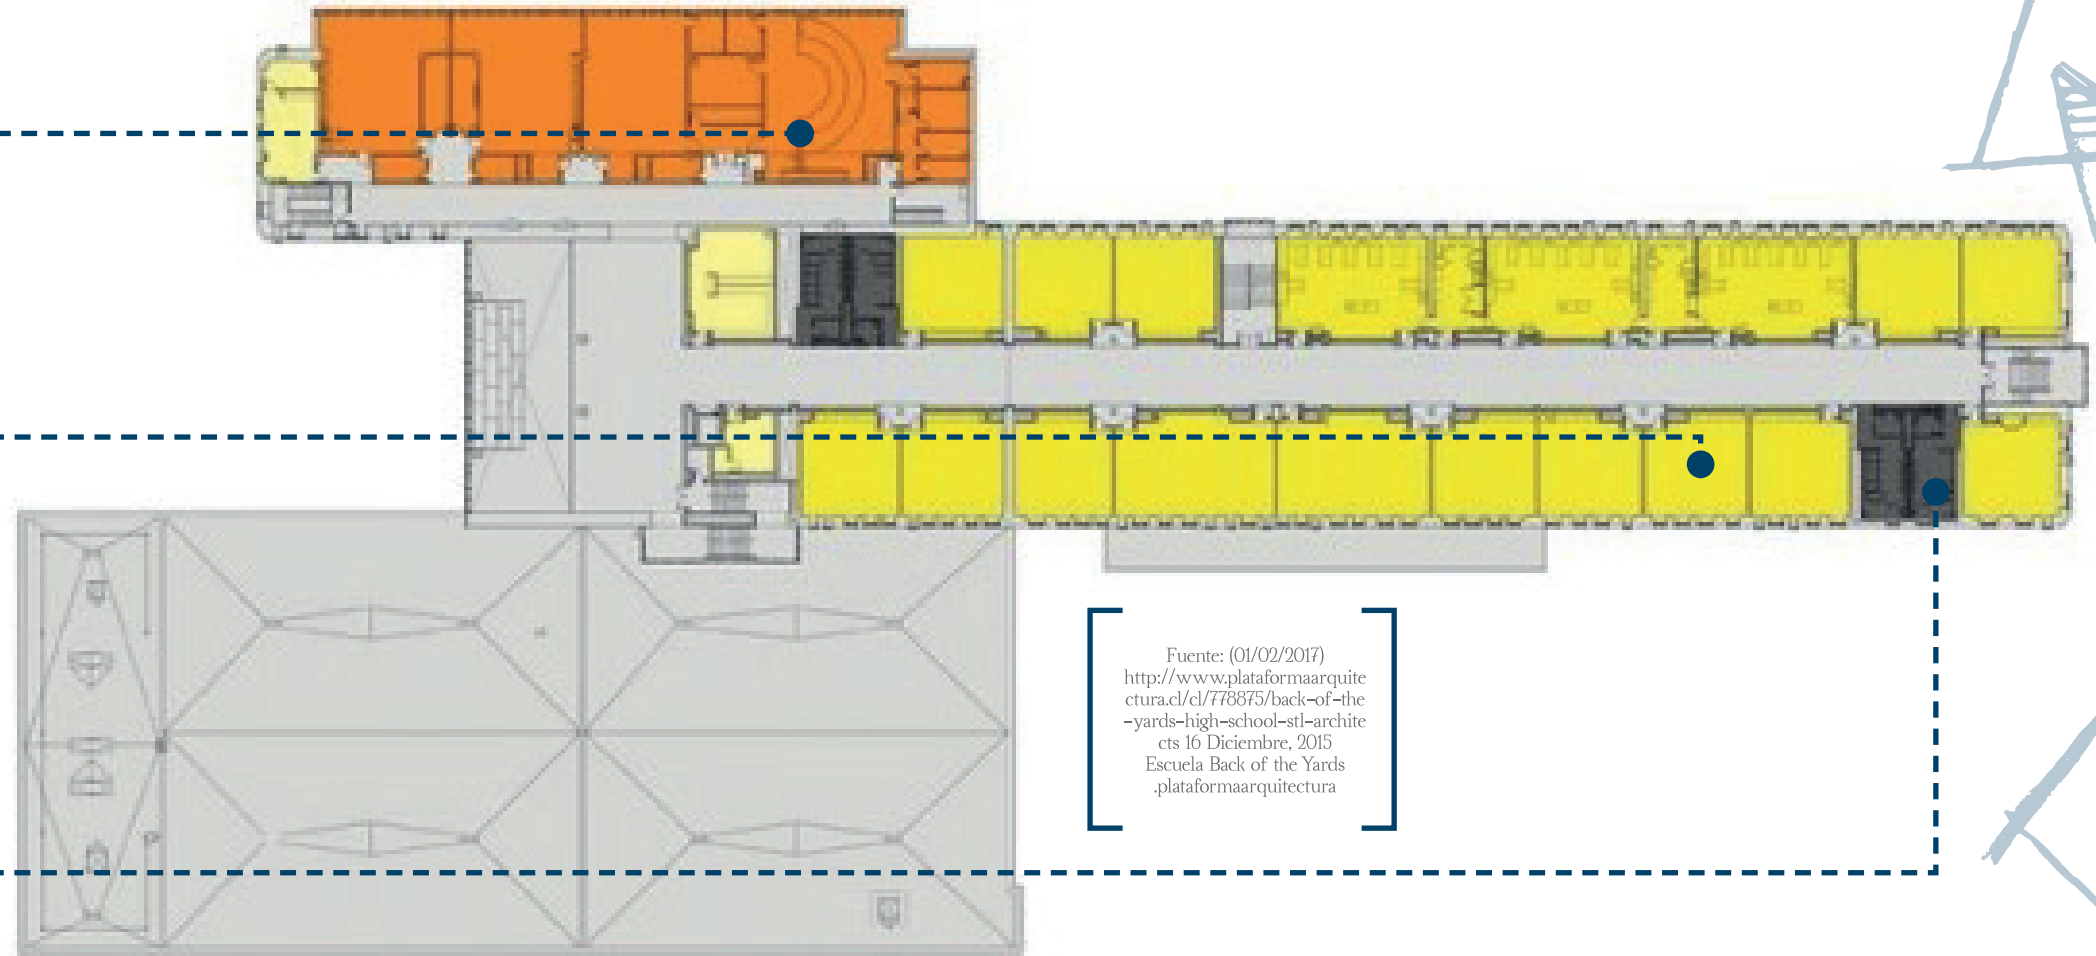 Fuente: (01/02/2017)
http://www.plataformaarquite
ctura.cl/cl/778875/back-of-the
-yards-high-school-stl-archite
cts 16 Diciembre, 2015
Escuela Back of the Yards
.plataformaarquitectura